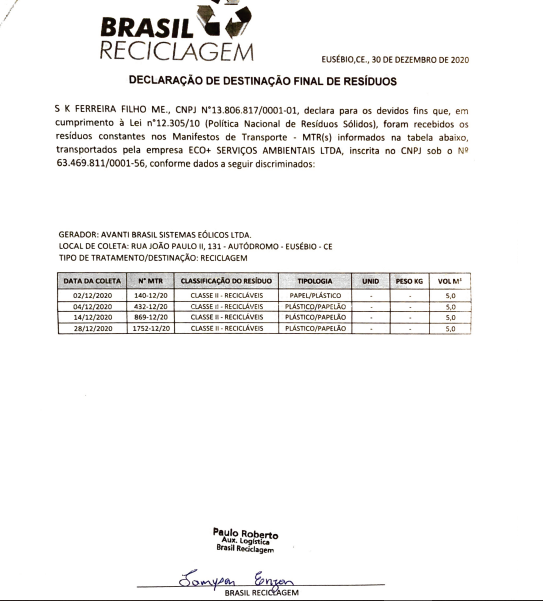 BRASIL
RECICLAGEM
EUSÉBIO,CE., 30 DE DEZEMBRO DE 2020
DECLARAÇÃO DE DESTINAÇÃO FINAL DE RESÍDUOS
S K FERREIRA FILHO ME., CNPJ N°13.806.817/0001-01, declara para os devidos fins que, em
cumprimento à Lei n°12.305/10 (Política Nacional de Resíduos Sólidos), foram recebidos os
resíduos constantes nos Manifestos de Transporte - MTR(s) informados na tabela abaixo,
transportados pela empresa ECO+ SERVIÇOS AMBIENTAIS LTDA, inscrita no CNPJ sob o Nº
63.469.811/0001-56, conforme dados a seguir discriminados:
GERADOR: AVANTI BRASIL SISTEMAS EÓLICOS LTDA.
LOCAL DE COLETA: RUA JOÃO PAULO II, 131 - AUTÓDROMO - EUSÉBIO - CE
TIPO DE TRATAMENTO/DESTINAÇÃO: RECICLAGEM
DATA DA COLETA N° MTR CLASSIFICAÇÃO DO RESÍDUO TIPOLOGIA UNID PESO KG VOL M³
02/12/2020 140-12/20 CLASSE II - RECICLÁVEIS PAPEL/PLÁSTICO - - 5,0
04/12/2020 432-12/20 CLASSE II - RECICLÁVEIS PLÁSTICO/PAPELÃO - - 5,0
14/12/2020 869-12/20 CLASSE II - RECICLÁVEIS PLÁSTICO/PAPELÃO - - 5,0
28/12/2020 1752-12/20 CLASSE II - RECICLÁVEIS PLÁSTICO/PAPELÃO - - 5,0
Paulo Roberto
Aux. Logística
Brasil Reciclagem
BRASIL RECICLAGEM